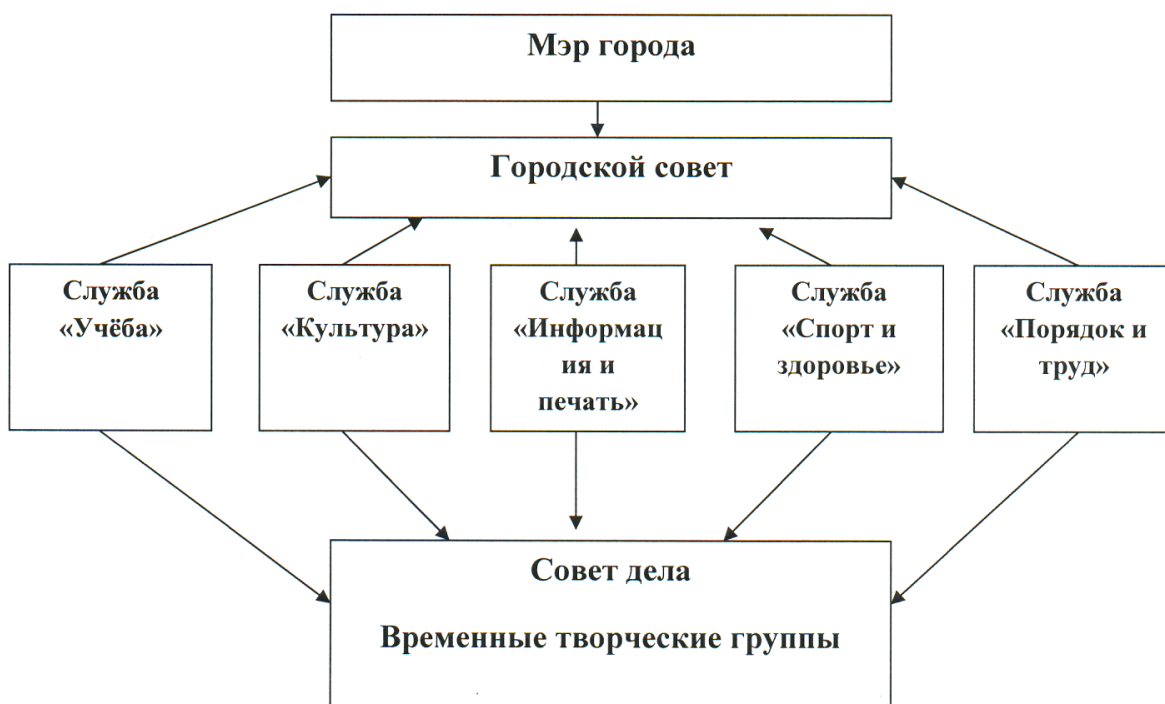 Мэр города
Городской совет
Служба
«Учёба»
Служба
«Культура»
Служба
«Информац
ия и
печать»
Служба
«Спорт и
здоровье»
Служба
«Порядок и
труд»
Совет дела
Временные творческие группы